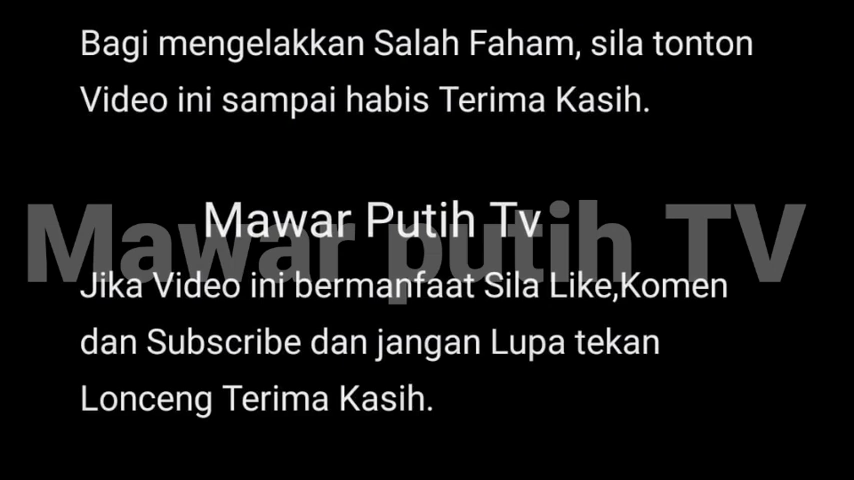 Bagi mengelakkan Salah Faham, sila tonton
Video ini sampai habis Terima Kasih.
Mawar Putih Tv
Mawar putih TV
Jika Video ini bermanfaat Sila Like,Komen
dan Subscribe dan jangan Lupa tekan
Lonceng Terima Kasih.